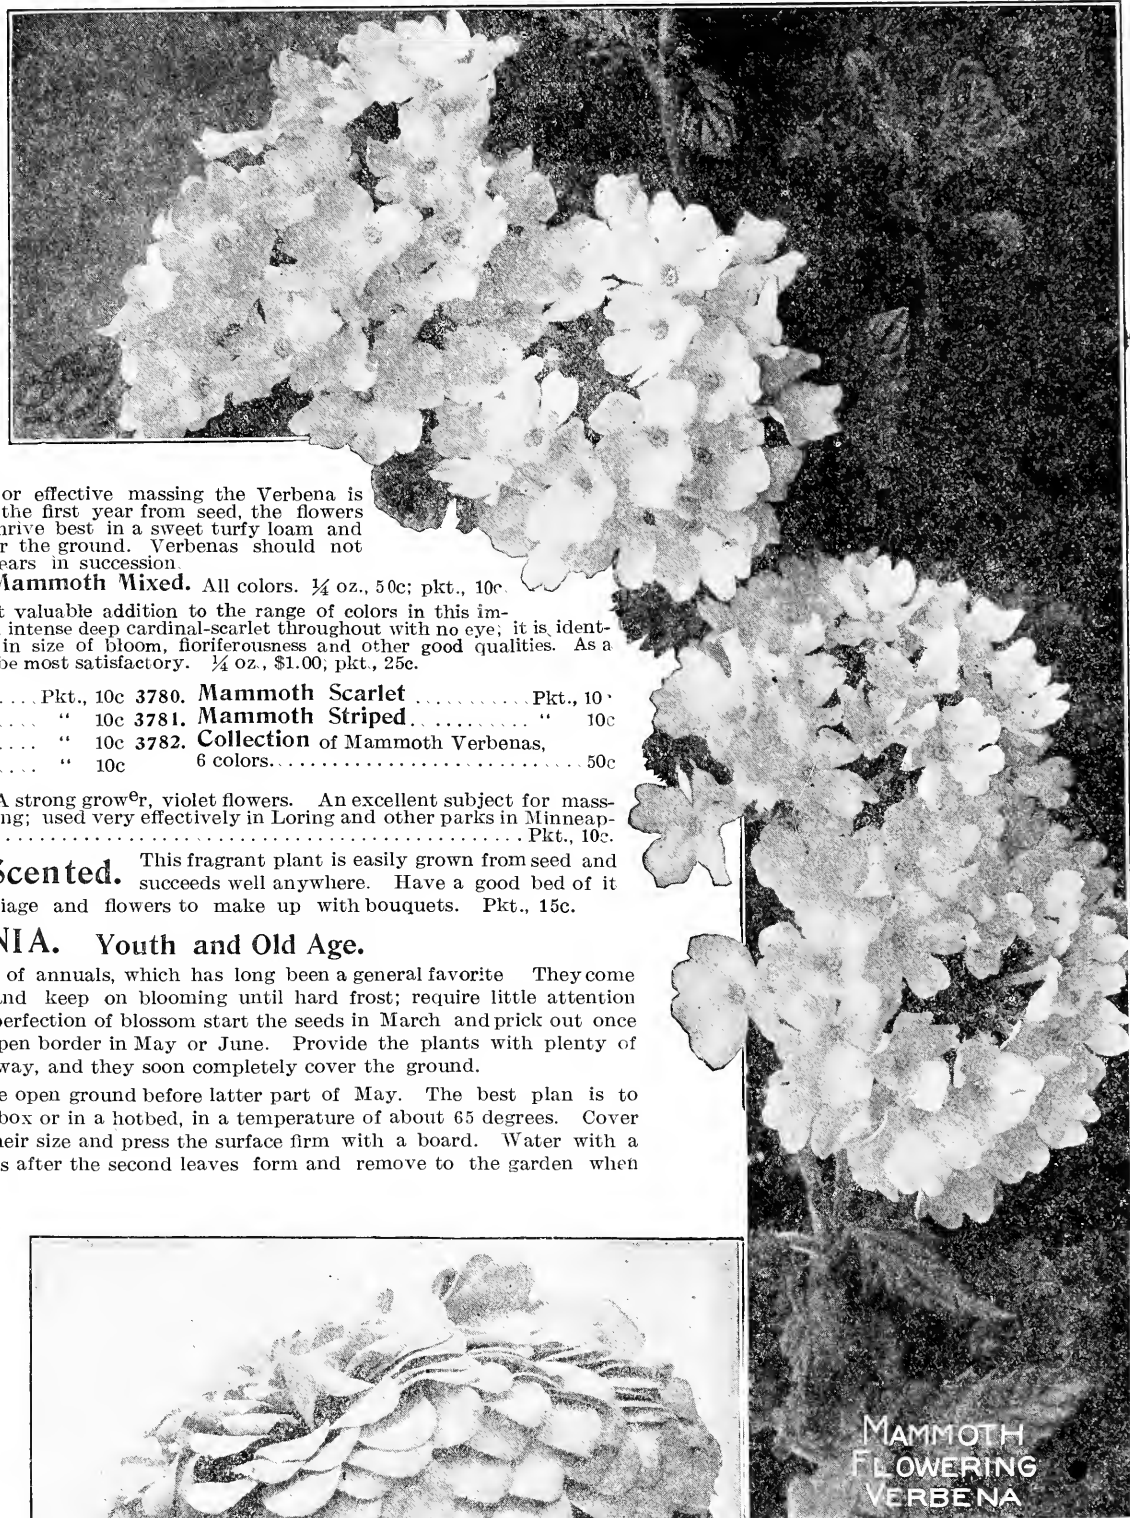 or effective massing the Verbena is
the first year from seed, the flowers
hrive best in a sweet turfy loam and
r the ground. Verbenas should not
ears in succession.
Mammoth Mixed. All colors. ¼ oz., 50c; pkt., 10c.
t valuable addition to the range of colors in this im-
intense deep cardinal-scarlet throughout with no eye; it is ident-
in size of bloom, floriferousness and other good qualities. As a
be most satisfactory. ¼ oz., $1.00; pkt., 25c.
....Pkt., 10c 3780. Mammoth Scarlet ...........Pkt., 10
.... “ 10c 3781. Mammoth Striped............ “ 10c
.... “ 10c 3782. Collection of Mammoth Verbenas,
.... “ 10c 6 colors..............................50c
A strong grower, violet flowers. An excellent subject for mass-
ng; used very effectively in Loring and other parks in Minneap-
................................................Pkt., 10c.
Scented. This fragrant plant is easily grown from seed and
succeeds well anywhere. Have a good bed of it
iage and flowers to make up with bouquets. Pkt., 15c.
NIA. Youth and Old Age.
of annuals, which has long been a general favorite They come
and keep on blooming until hard frost; require little attention
perfection of blossom start the seeds in March and prick out once
pen border in May or June. Provide the plants with plenty of
way, and they soon completely cover the ground.
e open ground before latter part of May. The best plan is to
box or in a hotbed, in a temperature of about 65 degrees. Cover
heir size and press the surface firm with a board. Water with a
s after the second leaves form and remove to the garden when
MAMMOTH
FLOWERING
VERBENA